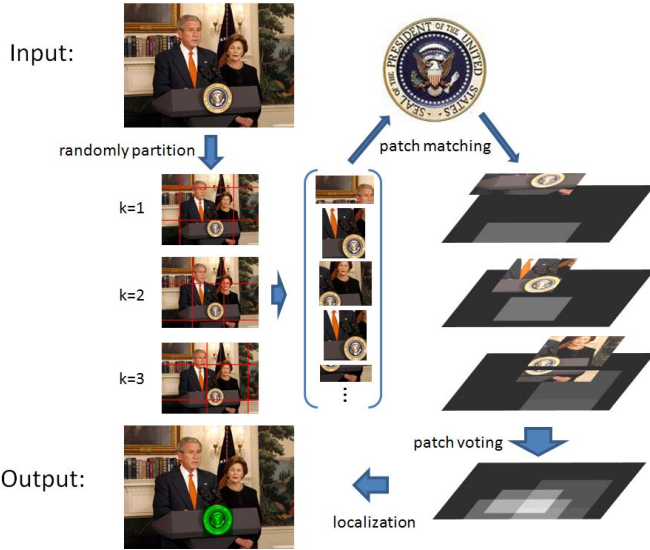 Input:
SEAL OF THE PRESIDENT OF THE UNITED STATES
randomly partition
patch matching
k=1
k=2
k=3
patch voting
Output:
localization